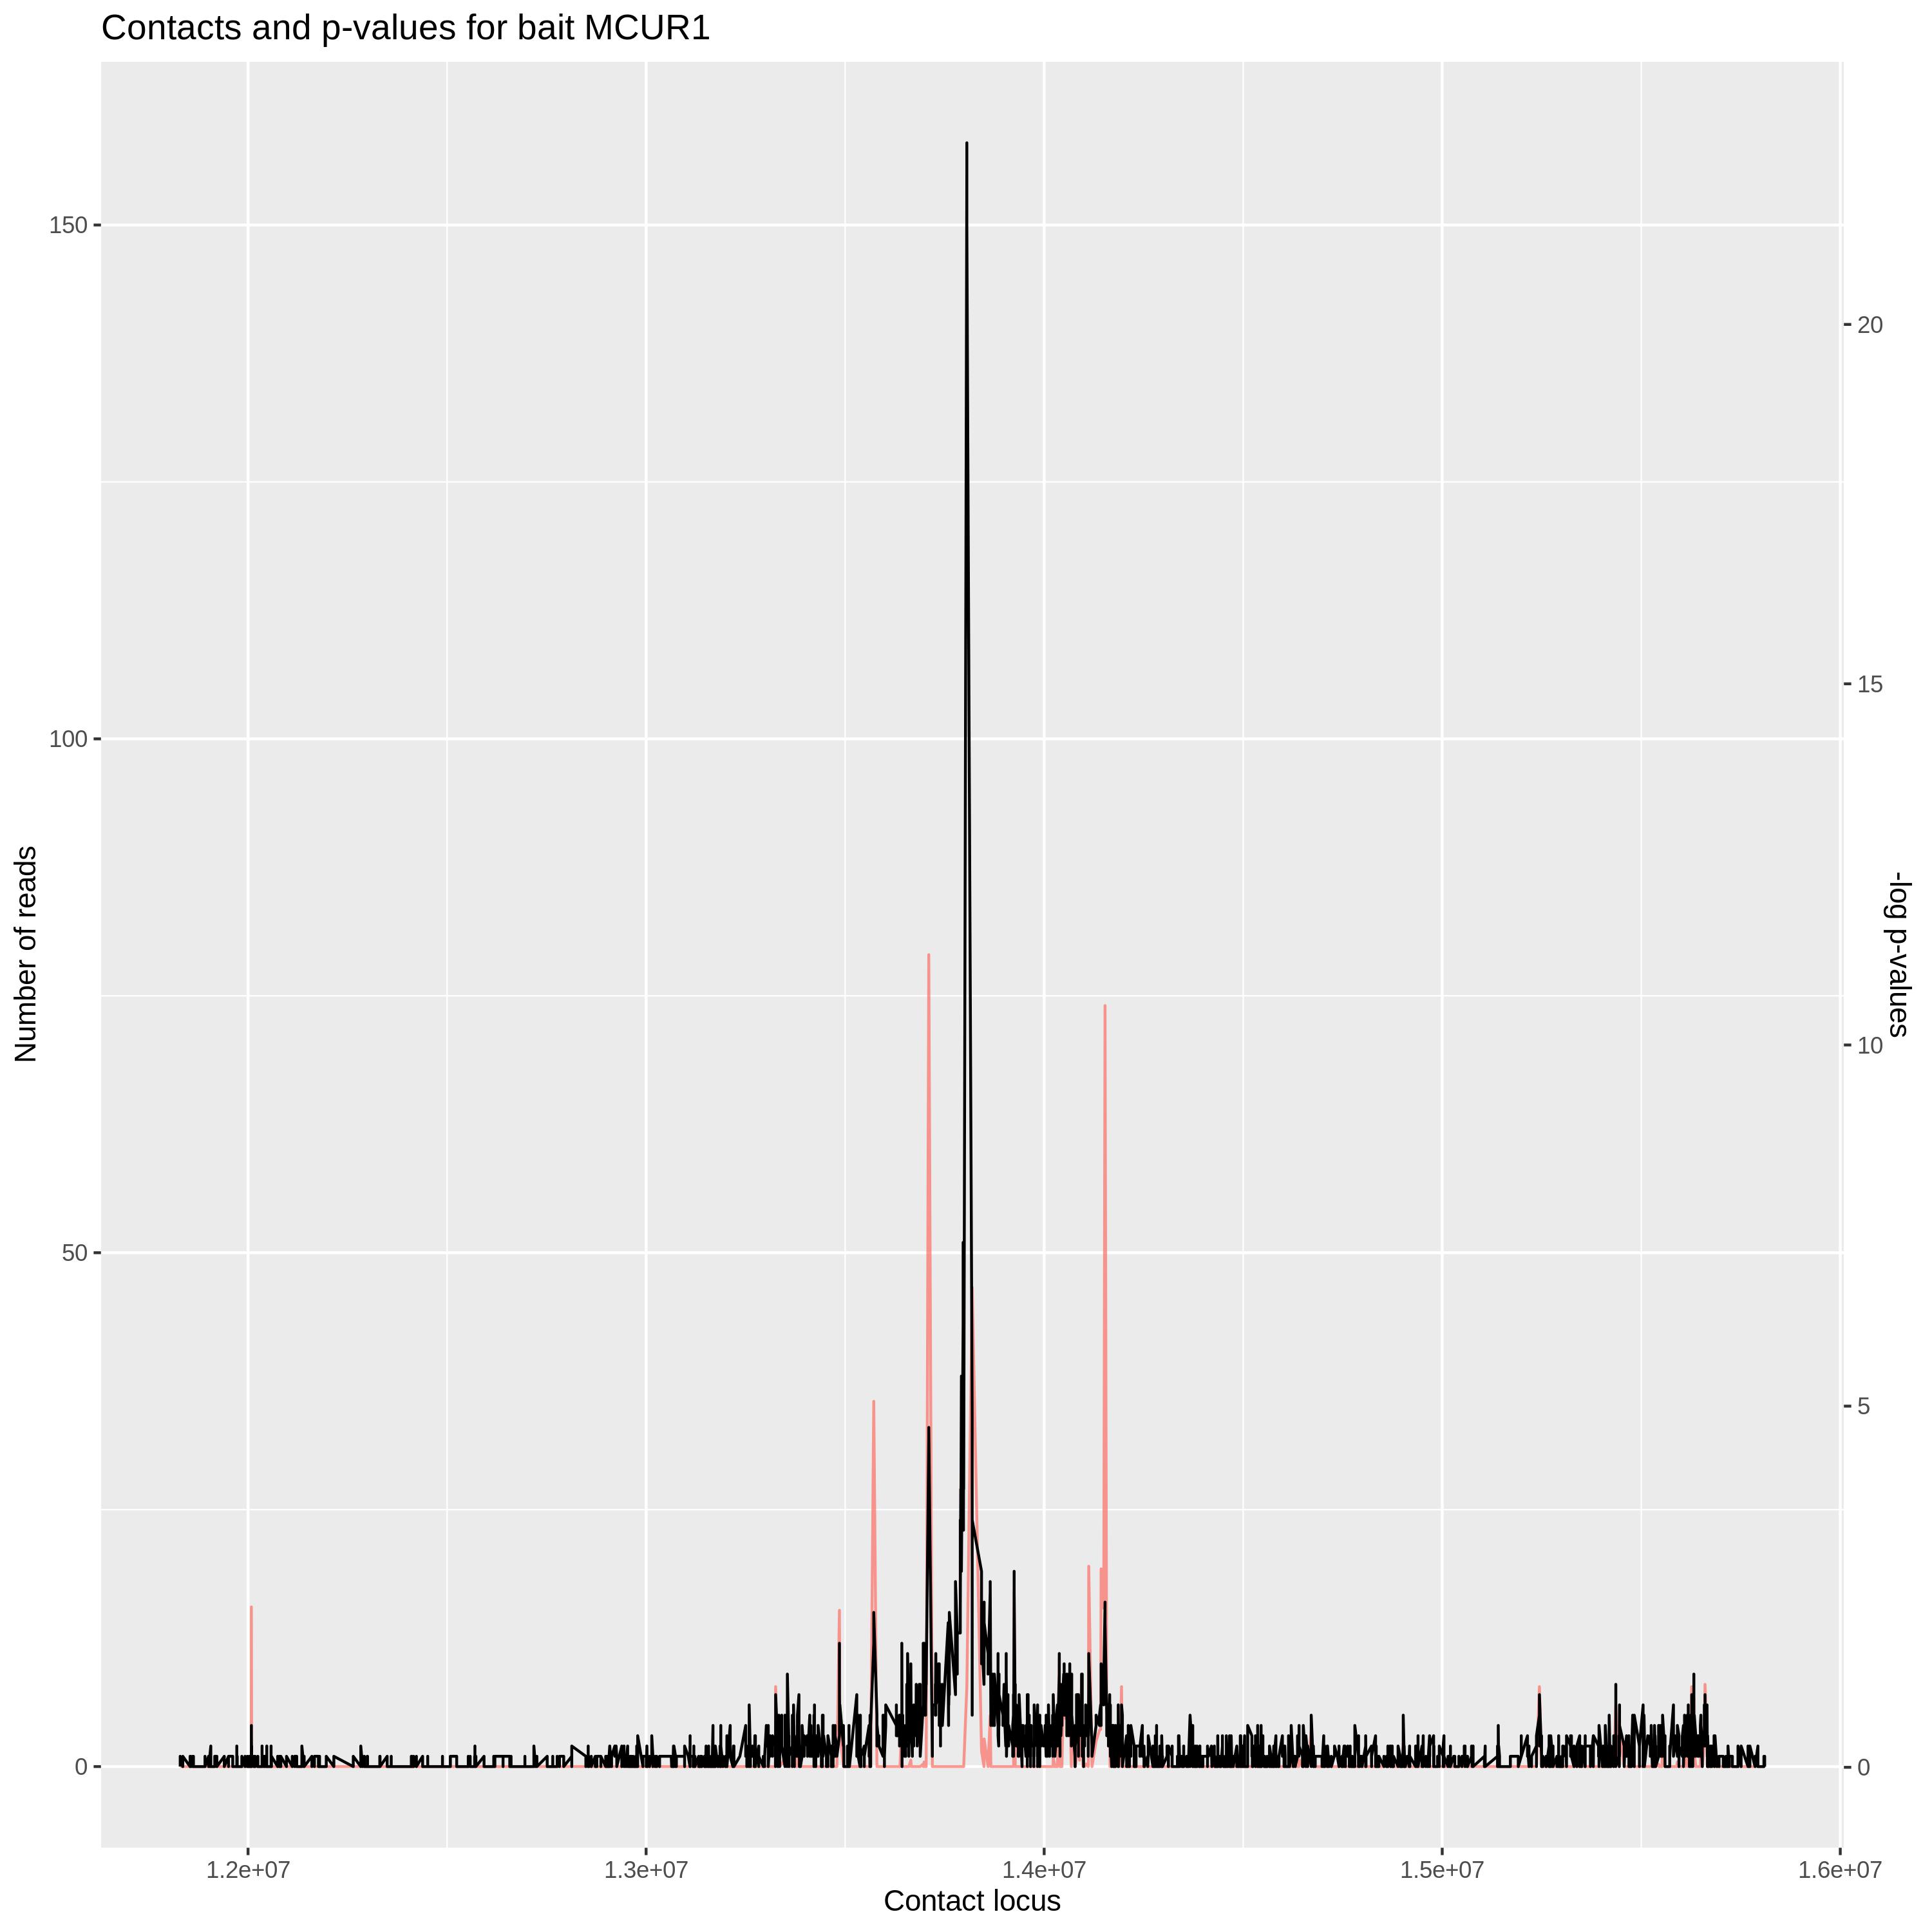 Contacts and p-values for bait MCUR1
150
100
50
0
Number of reads
20
15
10
5
0
-log p-values
1.2e+07
1.3e+07
1.4e+07
1.5e+07
1.6e+07
Contact locus